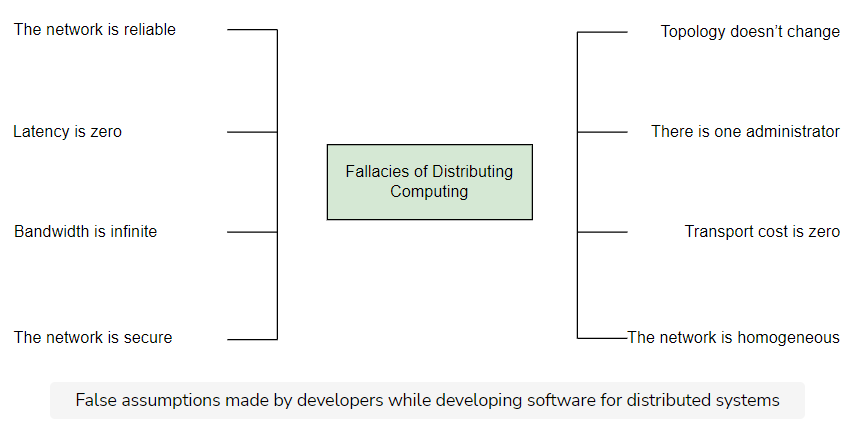 The network is reliable
Latency is zero
Bandwidth is infinite
The network is secure
Fallacies of Distributing
Computing
Topology doesn’t change
There is one administrator
Transport cost is zero
The network is homogeneous
False assumptions made by developers while developing software for distributed systems